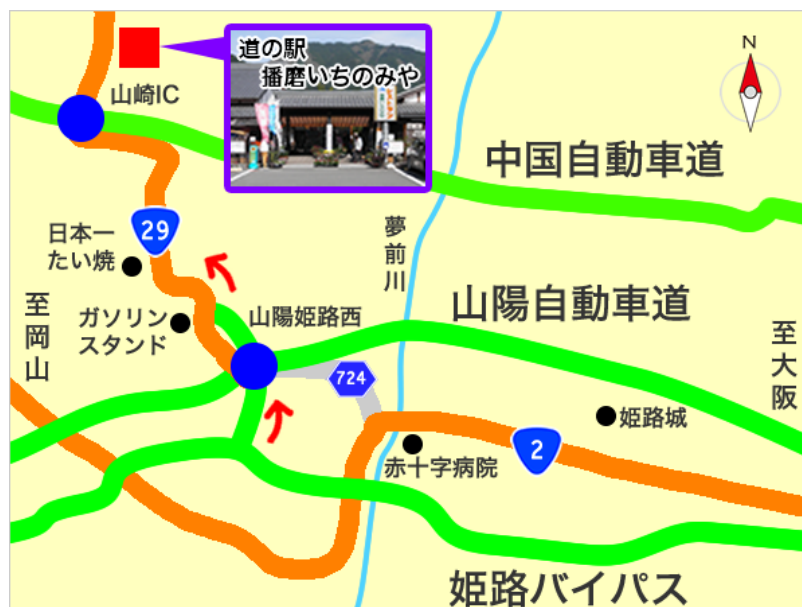 道の駅
播磨いちのみや
N
山崎IC
中国自動車道
29
日本一
たい焼
夢前川
至岡山
ガソリン
スタンド
山陽姫路西
山陽自動車道
至大阪
724
姫路城
赤十字病院
2
姫路バイパス